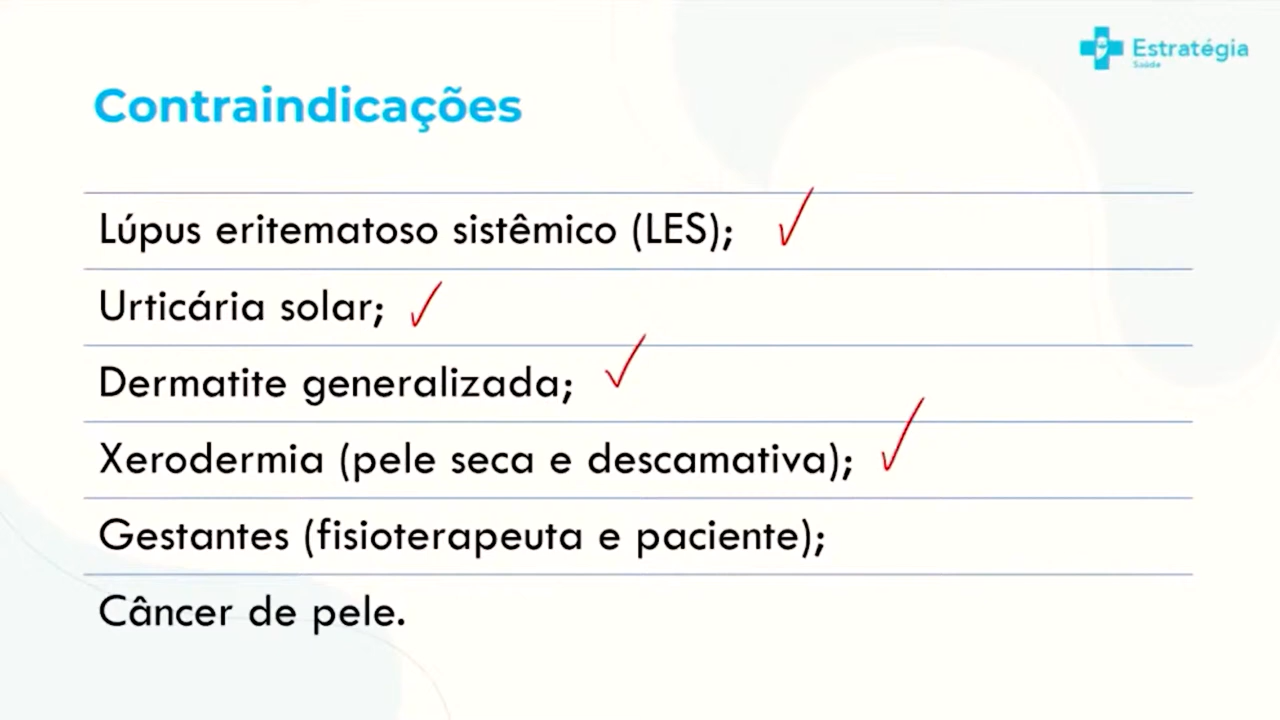 Estratégia
Saúde
Contraindicações
Lúpus eritematoso sistêmico (LES);
Urticária solar;
Dermatite generalizada;
Xerodermia (pele seca e descamativa);
Gestantes (fisioterapeuta e paciente);
Câncer de pele.